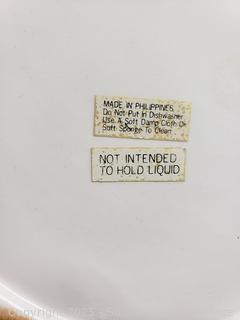 MADE IN PHILIPPINES
Do Not Put In Dishwasher
Use A Soft Damp Cloth Or
Soft Sponge To Clean
NOT INTENDED
TO HOLD LIQUID
Copyright